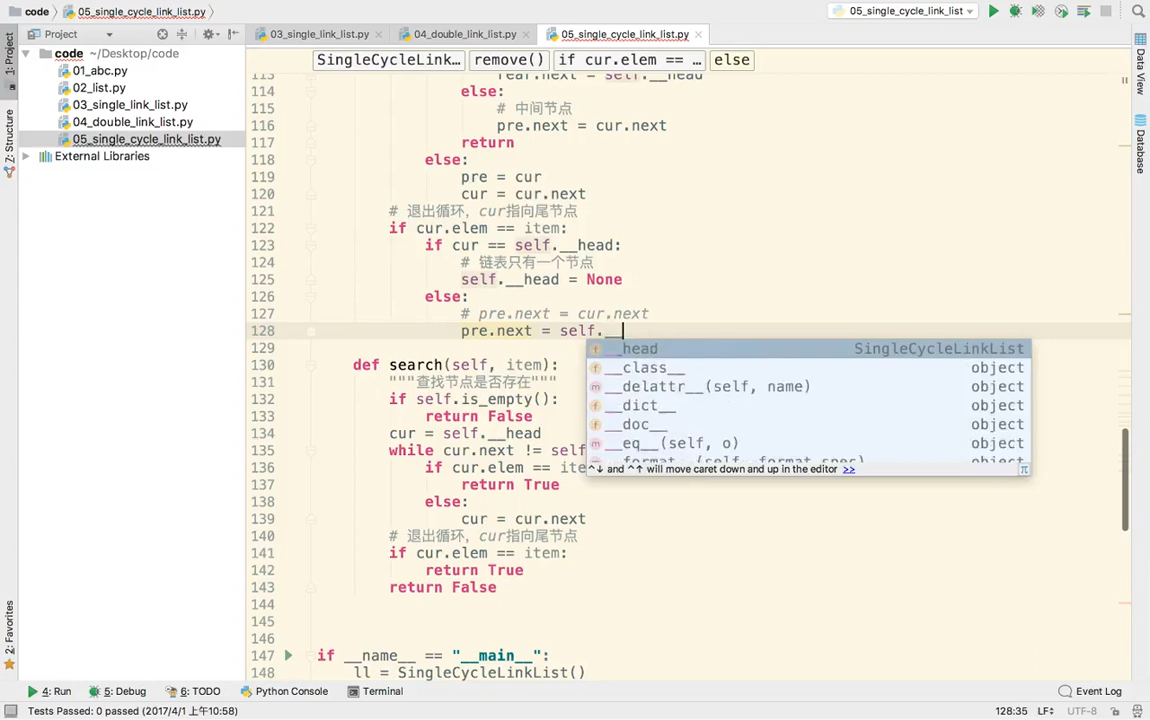 code 05_single_cycle_link_list.py
05_single_cycle_link_list
Project
03_single_link_list.py 04_double_link_list.py 05_single_cycle_link_list.py
code ~/Desktop/code
01_abc.py
02_list.py
03_single_link_list.py
04_double_link_list.py
05_single_cycle_link_list.py
External Libraries
1: Project
7: Structure
2: Favorites
Data View
Database
SingleCycleLink... remove() if cur.elem == ... else
113 rear.next = self.__head
114 else:
115 # 中间节点
116 pre.next = cur.next
117 return
118 else:
119 pre = cur
120 cur = cur.next
121 # 退出循环，cur指向尾节点
122 if cur.elem == item:
123 if cur == self.__head:
124 # 链表只有一个节点
125 self.__head = None
126 else:
127 # pre.next = cur.next
128 pre.next = self.__
129
130 def search(self, item):
131 """查找节点是否存在"""
132 if self.is_empty():
133 return False
134 cur = self.__head
135 while cur.next != self
136 if cur.elem == ite
137 return True
138 else:
139 cur = cur.next
140 # 退出循环，cur指向尾节点
141 if cur.elem == item:
142 return True
143 return False
144
145
146
147 if __name__ == "__main__":
148 ll = SingleCycleLinkList()
__head SingleCycleLinkList
__class__ object
__delattr__(self, name) object
__dict__ object
__doc__ object
__eq__(self, o) object
__format__(self, format_spec) object
^↓ and ^↑ will move caret down and up in the editor >>
4: Run 5: Debug 6: TODO Python Console Terminal Event Log
Tests Passed: 0 passed (2017/4/1 上午10:58) 128:35 LF UTF-8